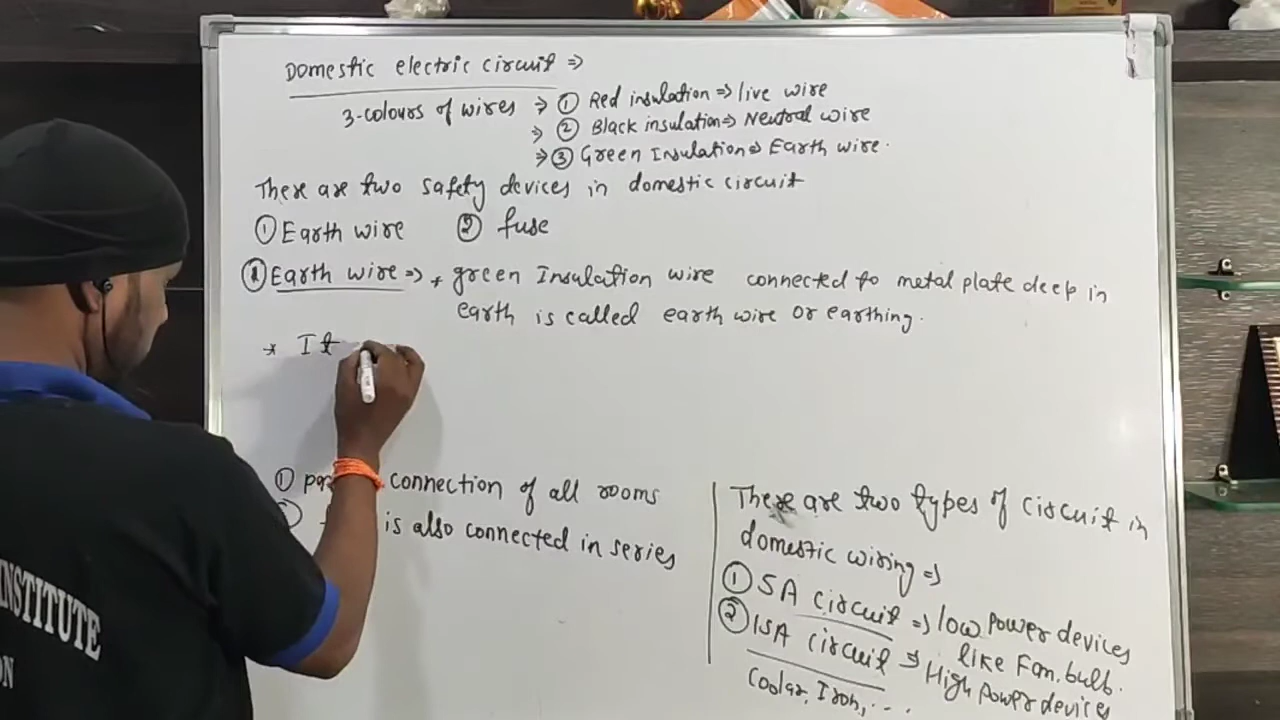 Domestic electric circuit ⇒
3-colours of wires ⇒ ① Red insulation ⇒ live wire
⇒ ② Black insulation ⇒ Neutral wire
⇒ ③ Green Insulation ⇒ Earth wire.
There are two safety devices in domestic circuit
① Earth wire ② fuse
① Earth wire ⇒ * green Insulation wire connected to metal plate deep in
earth is called earth wire or earthing.
* It
① connection of all rooms
is also connected in series
There are two types of circuit in
domestic wiring ⇒
① 5A circuit ⇒ low power devices
like Fan, bulb.
② 15A circuit ⇒ High power devices
Coolar, Iron, ...
INSTITUTE
ON